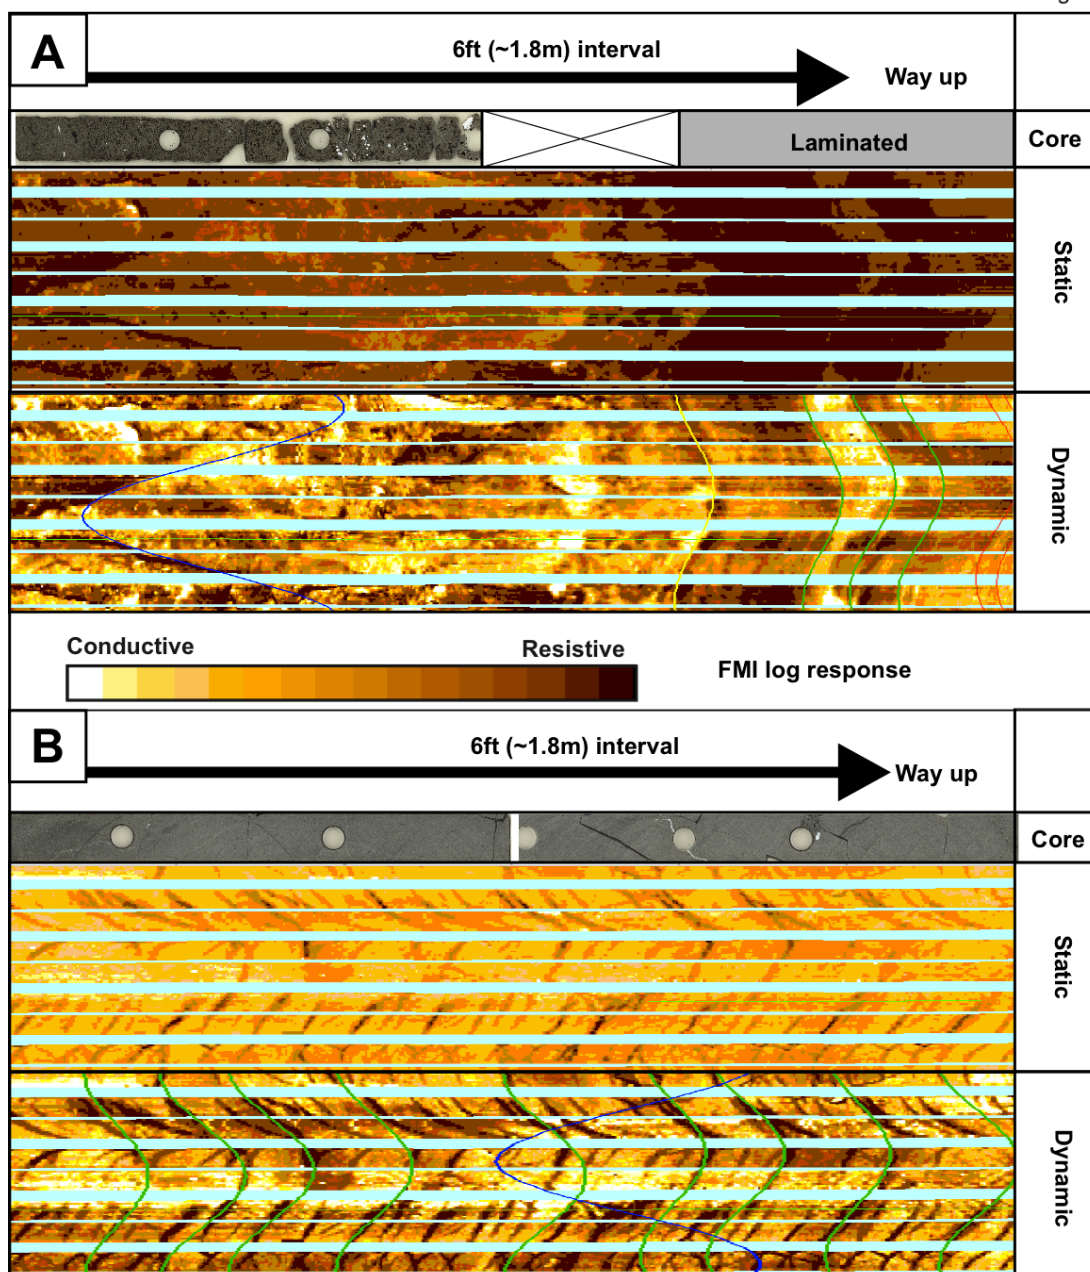 A
6ft (~1.8m) interval
Way up
Laminated
Core
Static
Dynamic
Conductive
Resistive
FMI log response
B
6ft (~1.8m) interval
Way up
Core
Static
Dynamic